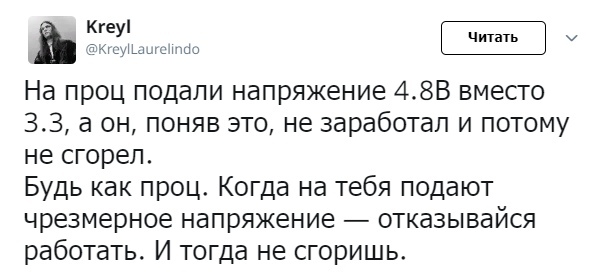 Kreyl
@KreylLaurelindo
Читать
На проц подали напряжение 4.8В вместо
3.3, а он, поняв это, не заработал и потому
не сгорел.
Будь как проц. Когда на тебя подают
чрезмерное напряжение — отказывайся
работать. И тогда не сгоришь.